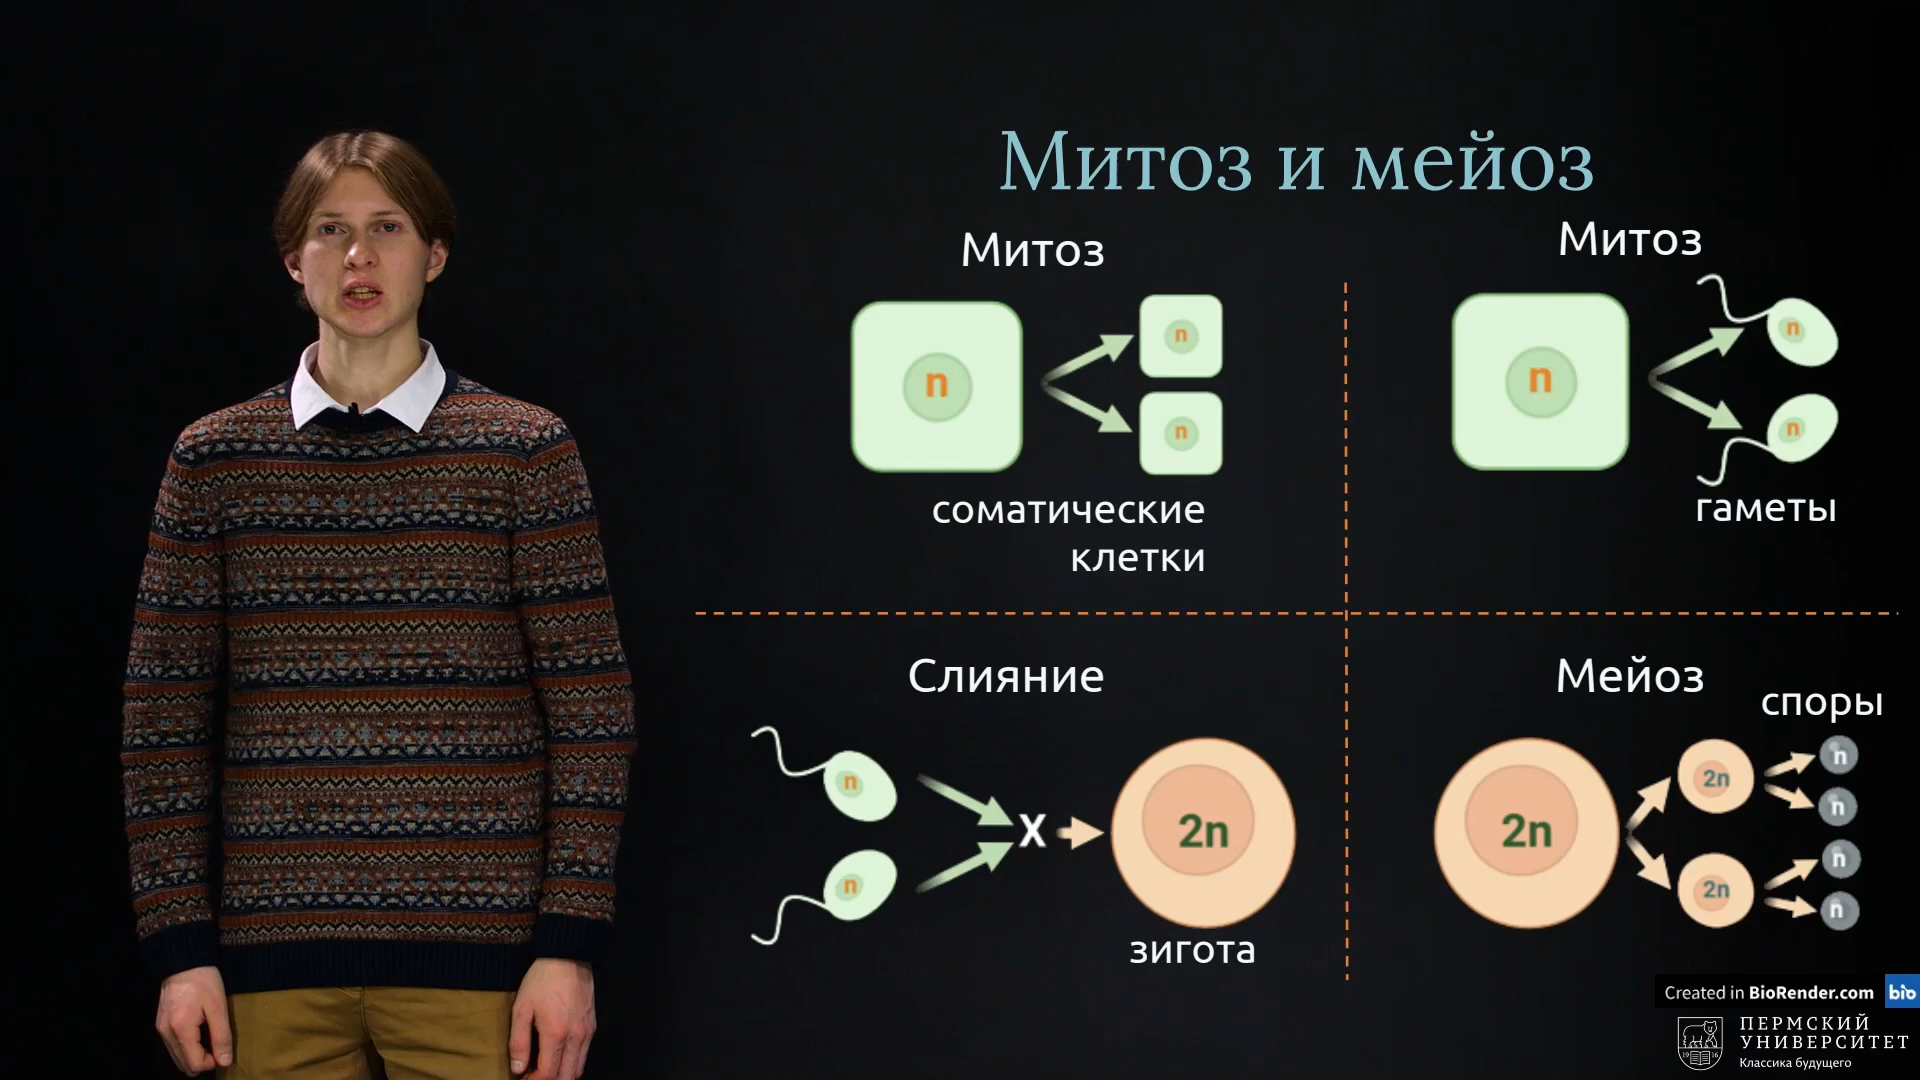 Митоз и мейоз
Митоз
n
n
n
соматические
клетки
Митоз
n
n
n
гаметы
Слияние
n
n
X
2n
зигота
Мейоз
споры
2n
2n
2n
n
n
n
n
Created in BioRender.com
bio
ПЕРМСКИЙ
УНИВЕРСИТЕТ
Классика будущего
1916